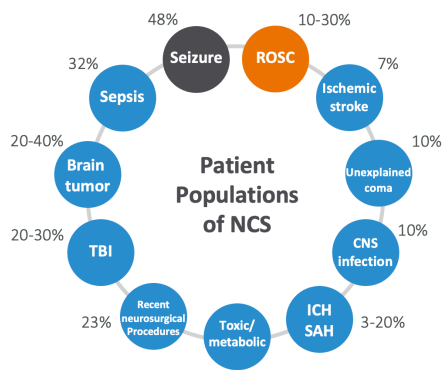 48%
Seizure
10-30%
ROSC
7%
Ischemic
stroke
10%
Unexplained
coma
10%
CNS
infection
3-20%
ICH
SAH
Toxic/
metabolic
23%
Recent
neurosurgical
Procedures
20-30%
TBI
20-40%
Brain
tumor
32%
Sepsis
Patient
Populations
of NCS